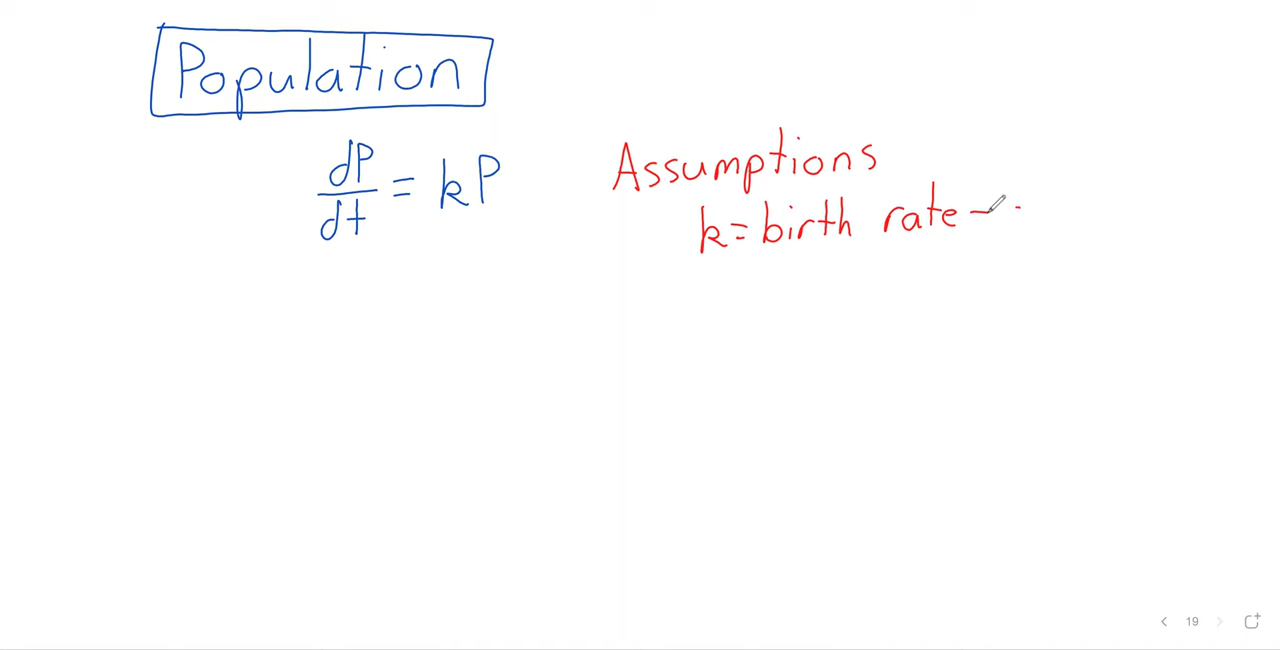 Population
dP/dt = kP
Assumptions
k = birth rate -
19